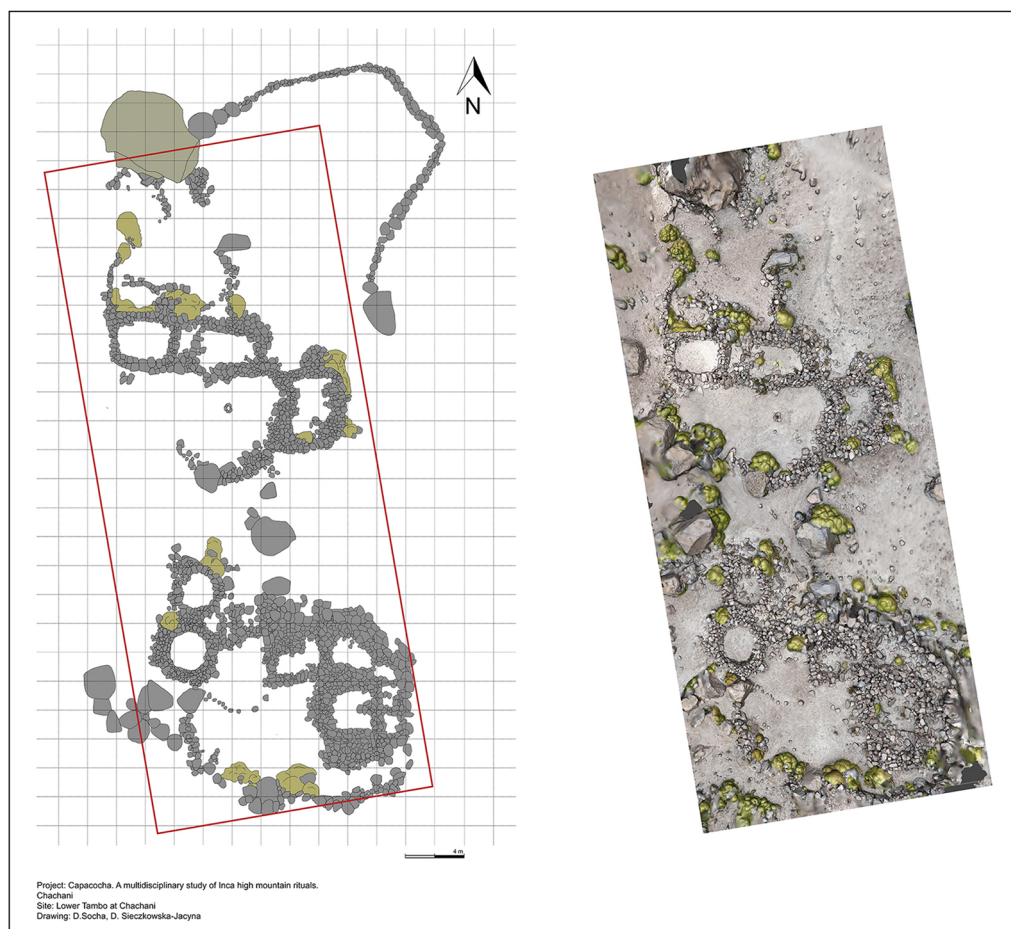 N
4 m
Project: Capacocha. A multidisciplinary study of Inca high mountain rituals.
Chachani
Site: Lower Tambo at Chachani
Drawing: D.Socha, D. Sieczkowska-Jacyna